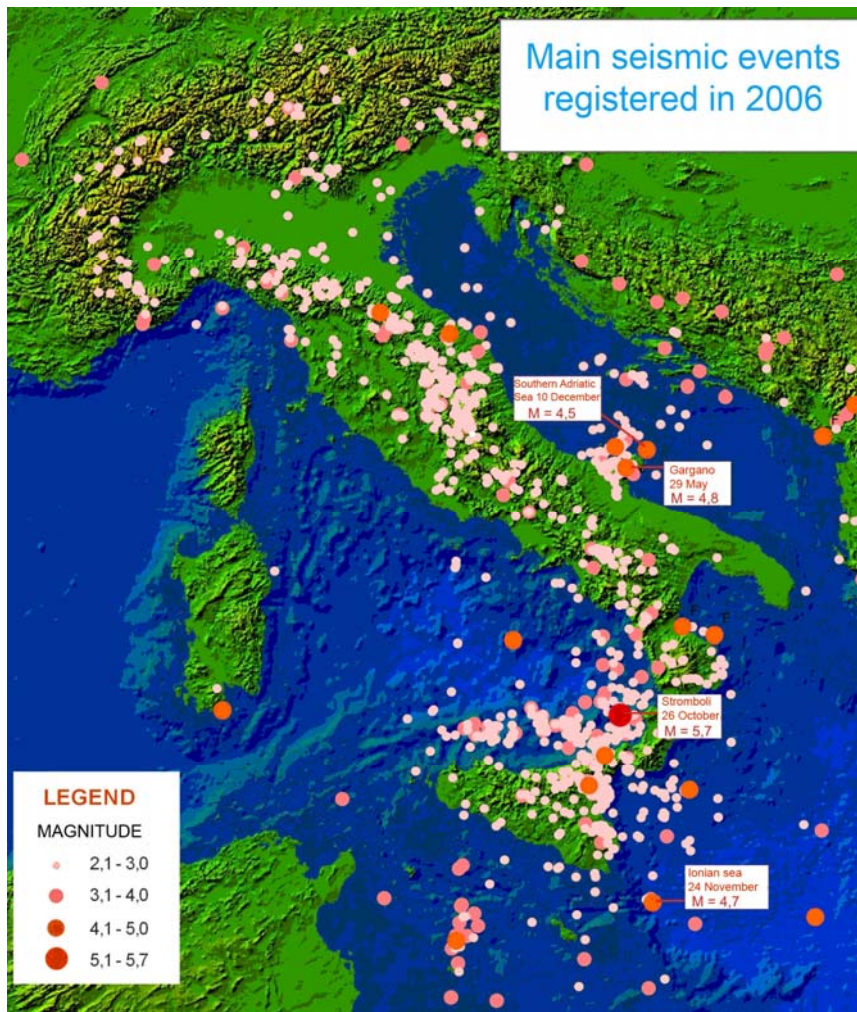 Main seismic events
registered in 2006
Southern Adriatic
Sea 10 December
M = 4,5
Gargano
29 May
M = 4,8
F
F
Stromboli
26 October
M = 5,7
Ionian sea
24 November
M = 4,7
LEGEND
MAGNITUDE
2,1 - 3,0
3,1 - 4,0
4,1 - 5,0
5,1 - 5,7